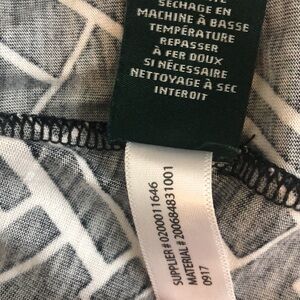 SÉCHAGE EN
MACHINE À BASSE
TEMPÉRATURE
REPASSER
À FER DOUX
SI NÉCESSAIRE
NETTOYAGE À SEC
INTERDIT
SUPPLIER # 0200011646
MATERIAL # 200684831001
0917